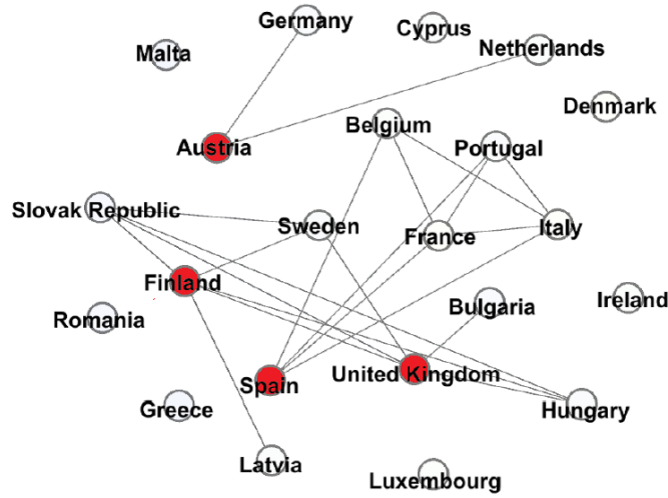 Germany
Cyprus
Malta
Netherlands
Denmark
Belgium
Austria
Portugal
Slovak Republic
Sweden
France
Italy
Finland
Romania
Bulgaria
Ireland
Spain
United Kingdom
Greece
Hungary
Latvia
Luxembourg